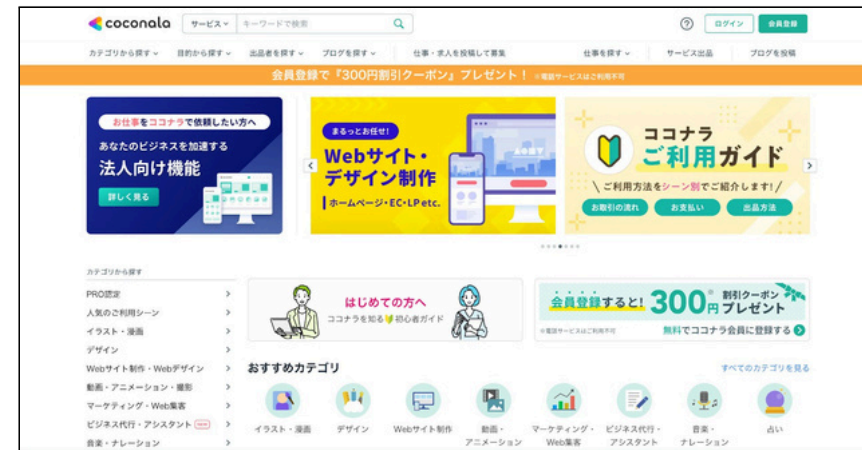 coconala サービス キーワードで検索 ログイン 会員登録
カテゴリから探す 目的から探す 出品者を探す ブログを探す 仕事・求人を投稿して募集 仕事を探す サービス出品 ブログを投稿
会員登録で『300円割引クーポン』プレゼント! ※電話サービスはご利用不可
お仕事をココナラで依頼したい方へ
あなたのビジネスを加速する
法人向け機能
詳しく見る
まるっとお任せ!
Webサイト・
デザイン制作
ホームページ・EC・LP etc.
ココナラ
ご利用ガイド
\ ご利用方法をシーン別でご紹介します! /
お取引の流れ お支払い 出品方法
カテゴリから探す
PRO認定
人気のご利用シーン
イラスト・漫画
デザイン
Webサイト制作・Webデザイン
動画・アニメーション・撮影
マーケティング・Web集客
ビジネス代行・アシスタント NEW
音楽・ナレーション
はじめての方へ
ココナラを知る 初心者ガイド
会員登録すると! 300円 割引クーポン プレゼント
※電話サービスはご利用不可 無料でココナラ会員に登録する
おすすめカテゴリ すべてのカテゴリを見る
イラスト・漫画
デザイン
Webサイト制作
動画・
アニメーション
マーケティング・
Web集客
ビジネス代行・
アシスタント
音楽・
ナレーション
占い